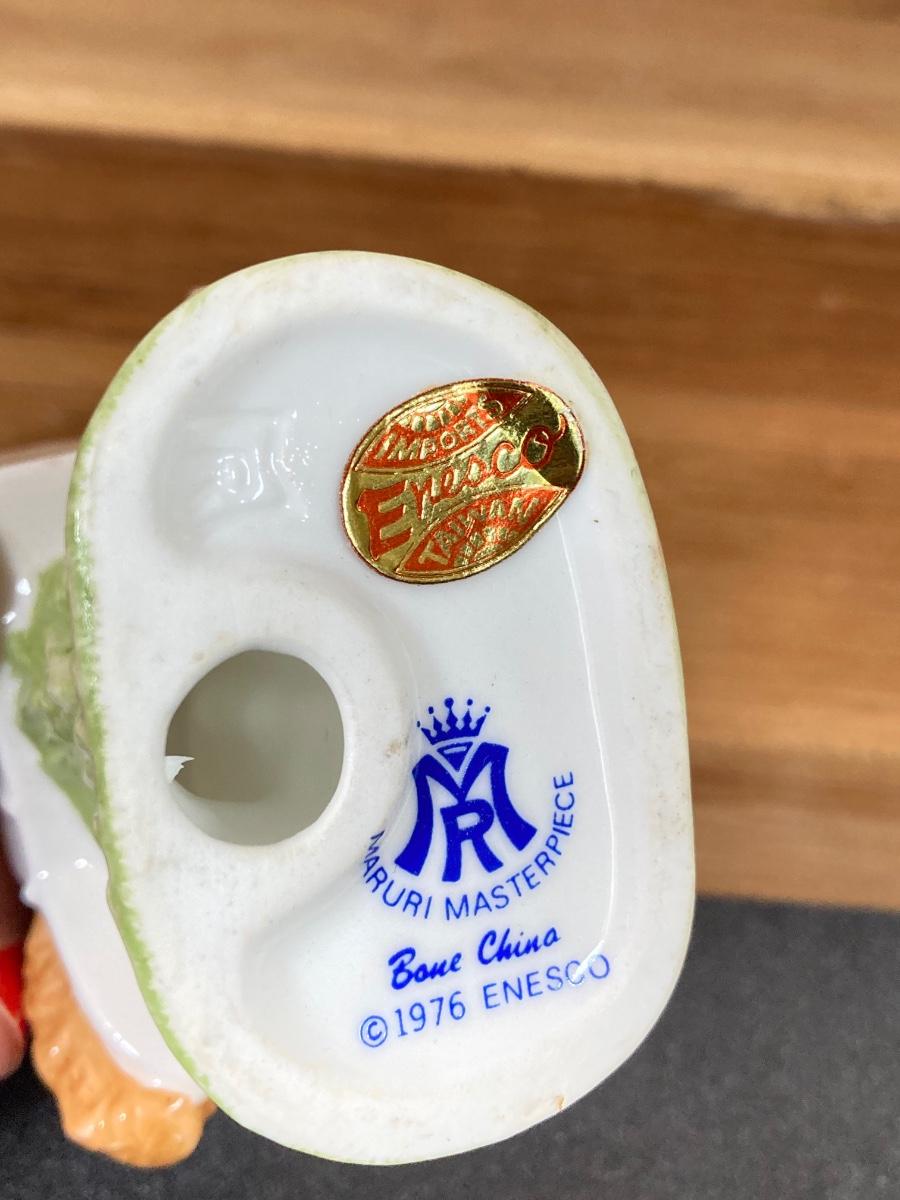 IMPORTS
Enesco
TAIWAN
MR
MARURI MASTERPIECE
Bone China
©1976 ENESCO